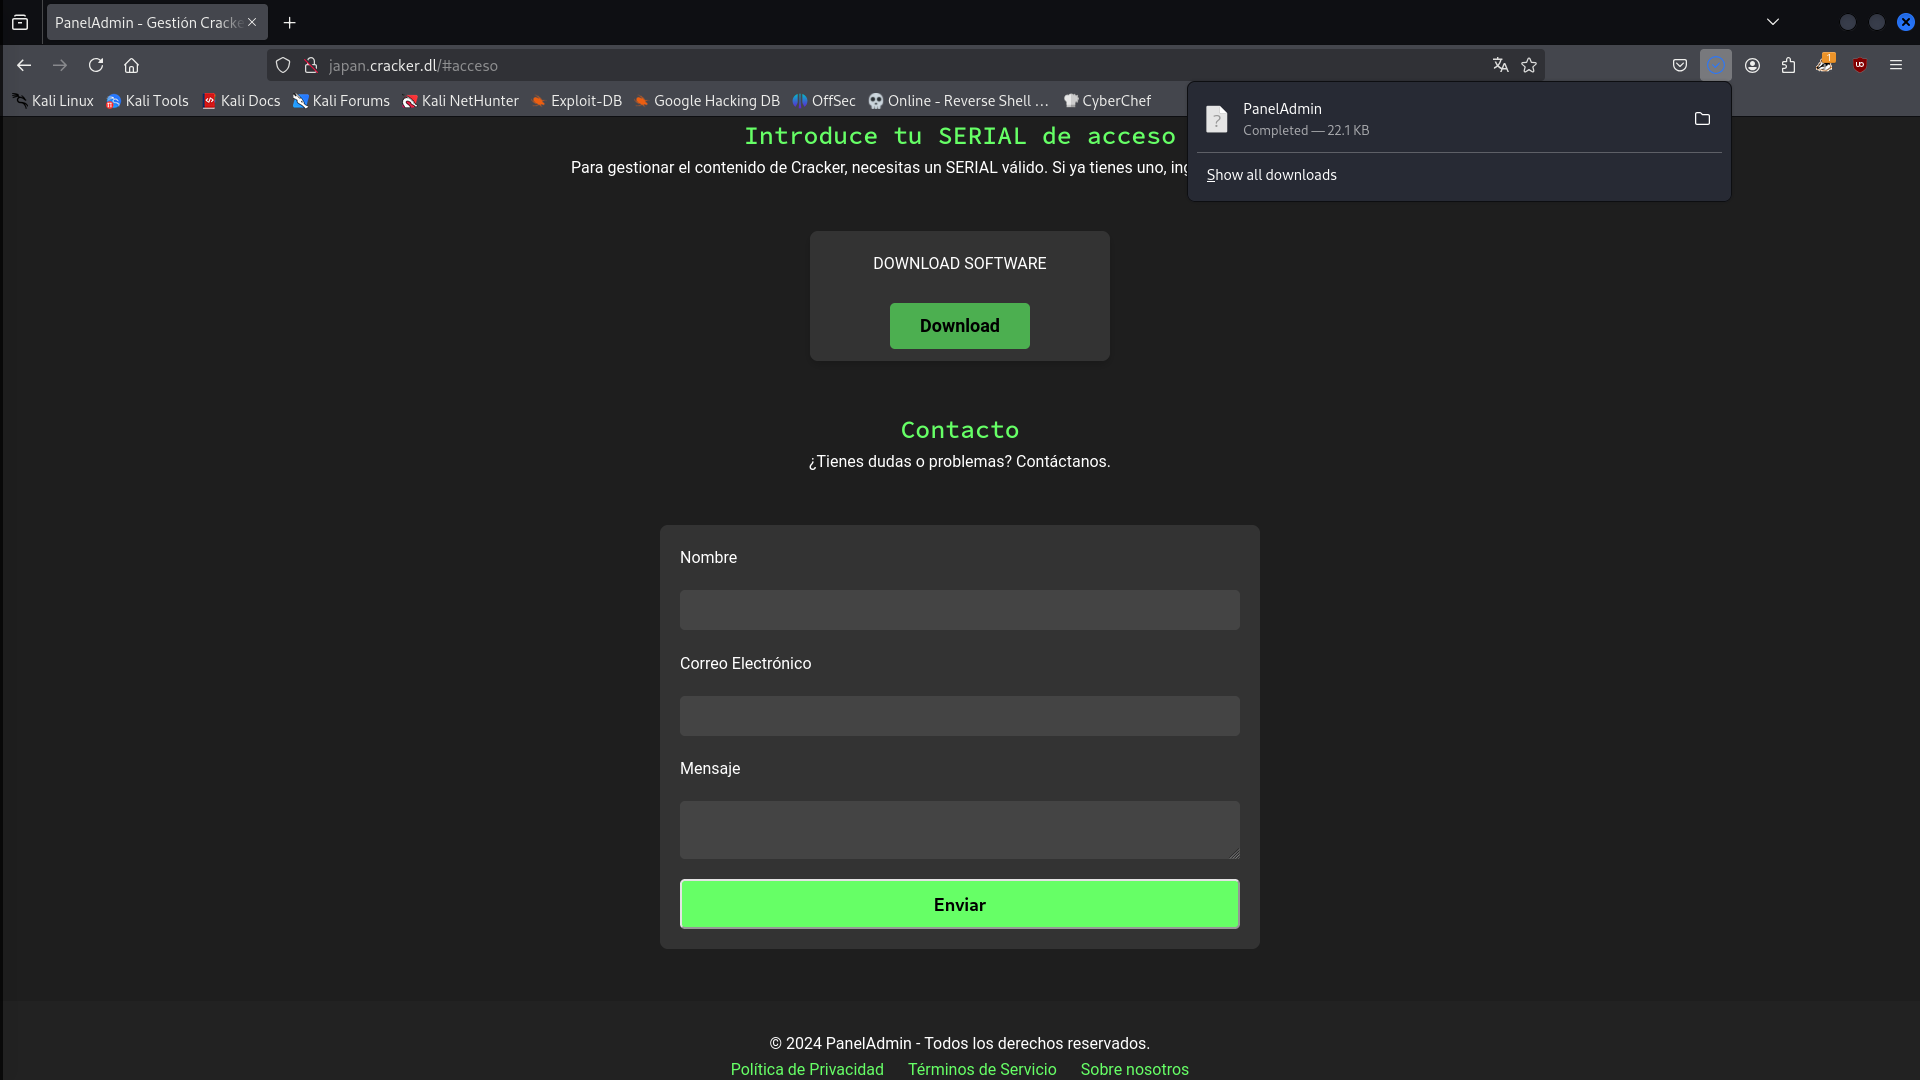 PanelAdmin - Gestión Cracke
japan.cracker.dl/#acceso
1
UD
Kali Linux
Kali Tools
Kali Docs
Kali Forums
Kali NetHunter
Exploit-DB
Google Hacking DB
OffSec
Online - Reverse Shell …
CyberChef
PanelAdmin
Completed — 22.1 KB
Show all downloads
Introduce tu SERIAL de acceso
Para gestionar el contenido de Cracker, necesitas un SERIAL válido. Si ya tienes uno, ing
DOWNLOAD SOFTWARE
Download
Contacto
¿Tienes dudas o problemas? Contáctanos.
Nombre
Correo Electrónico
Mensaje
Enviar
© 2024 PanelAdmin - Todos los derechos reservados.
Política de Privacidad
Términos de Servicio
Sobre nosotros